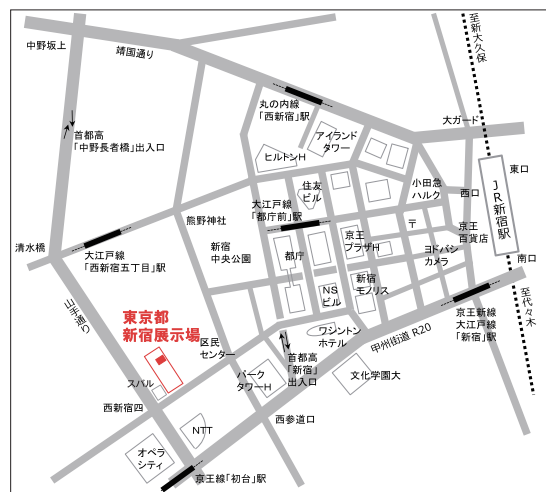 中野坂上
靖国通り
至新大久保
丸の内線
「西新宿」駅
大ガード
首都高
「中野長者橋」出入口
アイランド
タワー
ヒルトンH
小田急
ハルク
東口
西口
JR新宿駅
住友
ビル
大江戸線
「都庁前」駅
熊野神社
〒
京王
百貨店
清水橋
大江戸線
「西新宿五丁目」駅
新宿
中央公園
都庁
京王
プラザH
ヨドバシ
カメラ
南口
山手通り
新宿
モノリス
NS
ビル
至代々木
東京都
新宿展示場
区民
センター
ワシントン
ホテル
甲州街道 R20
京王新線
大江戸線
「新宿」駅
首都高
「新宿」
出入口
スバル
パーク
タワーH
文化学園大
西新宿四
西参道口
NTT
オペラ
シティ
京王線「初台」駅